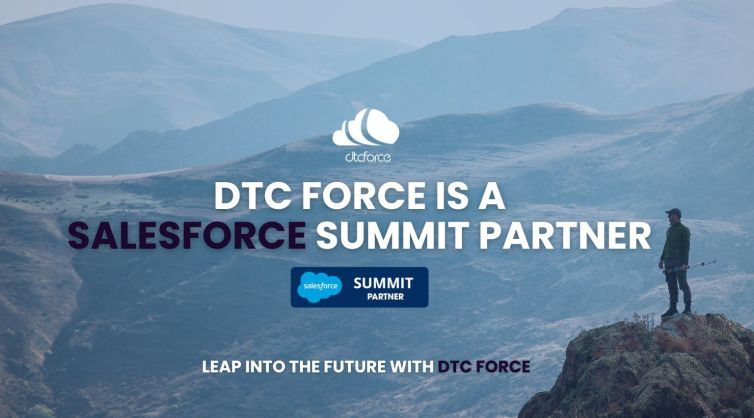 dtcforce
DTC FORCE IS A
SALESFORCE SUMMIT PARTNER
salesforce
SUMMIT
PARTNER
LEAP INTO THE FUTURE WITH DTC FORCE